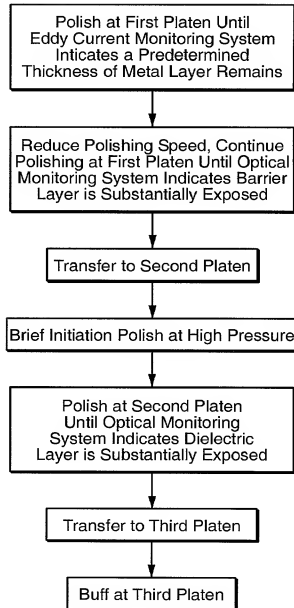 Polish at First Platen Until
Eddy Current Monitoring System
Inticates a Predetermined
Thickness of Metal Layer Remains
Reduce Polishing Speed, Continue
Polishing at First Platen Until Optical
Monitoring System Indicates Barrier
Layer is Substantially Exposed
Transfer to Second Platen
Brief Initiation Polish at High Pressure
Polish at Second Platen
Until Optical Monitoring
System Indicates Dielectric
Layer is Substantially Exposed
Transfer to Third Platen
Buff at Third Platen